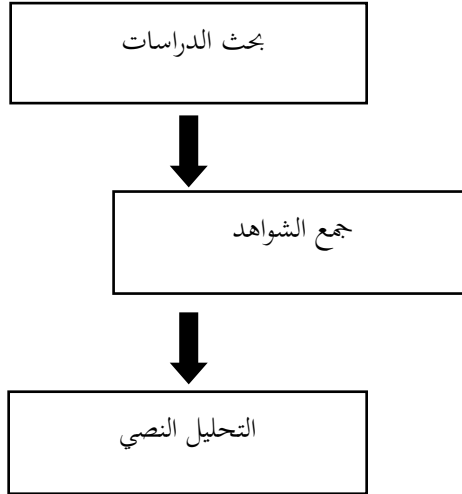 بحث الدراسات
جمع الشواهد
التحليل النصي